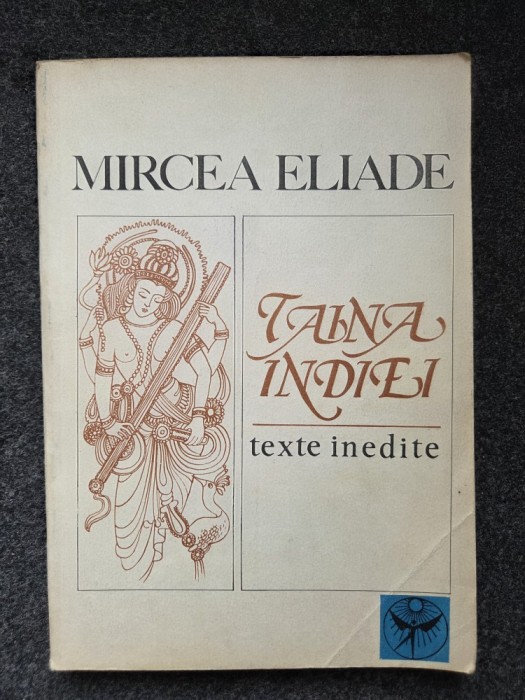 MIRCEA ELIADE
TAINA
INDIEI
texte inedite